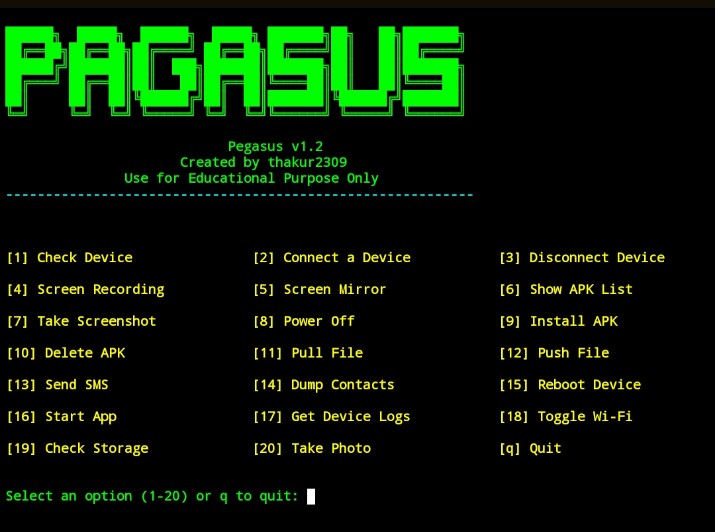 PAGASUS
Pegasus v1.2
Created by thakur2309
Use for Educational Purpose Only
------------------------------------------------------------
[1] Check Device [2] Connect a Device [3] Disconnect Device
[4] Screen Recording [5] Screen Mirror [6] Show APK List
[7] Take Screenshot [8] Power Off [9] Install APK
[10] Delete APK [11] Pull File [12] Push File
[13] Send SMS [14] Dump Contacts [15] Reboot Device
[16] Start App [17] Get Device Logs [18] Toggle Wi-Fi
[19] Check Storage [20] Take Photo [q] Quit
Select an option (1-20) or q to quit: